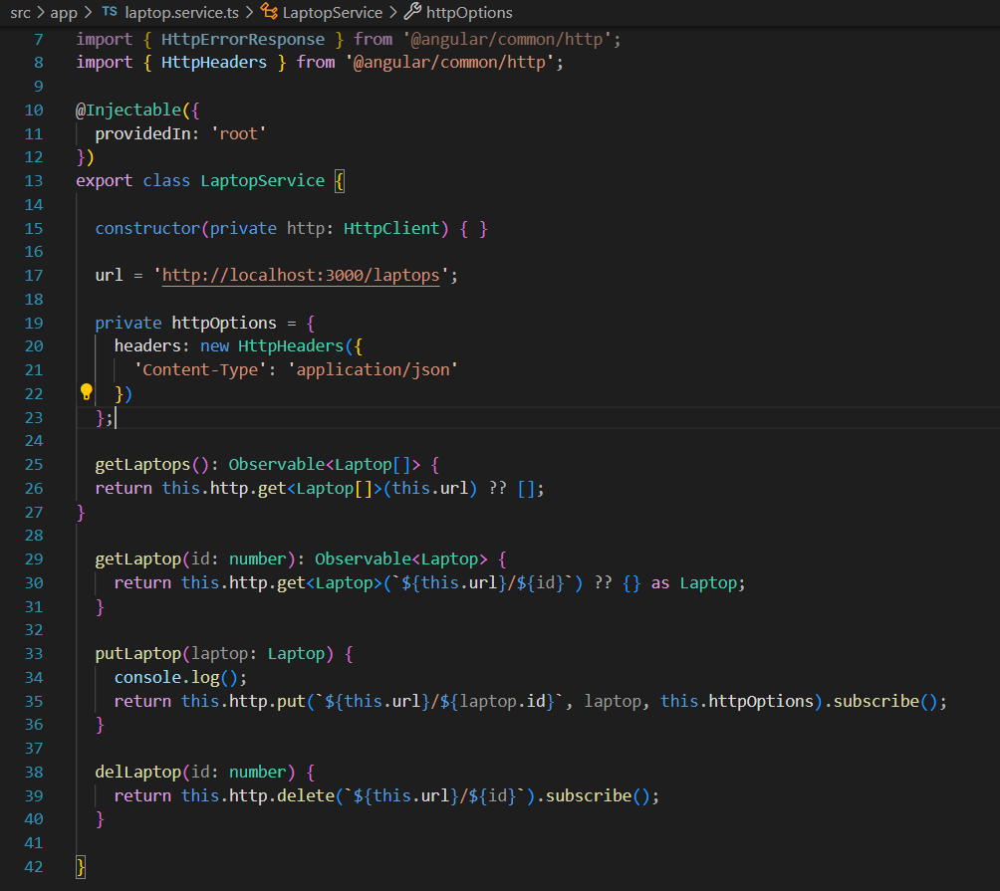 src > app > TS laptop.service.ts > LaptopService > httpOptions
7 import { HttpErrorResponse } from '@angular/common/http';
8 import { HttpHeaders } from '@angular/common/http';
9
10 @Injectable({
11   providedIn: 'root'
12 })
13 export class LaptopService {
14
15   constructor(private http: HttpClient) { }
16
17   url = 'http://localhost:3000/laptops';
18
19   private httpOptions = {
20     headers: new HttpHeaders({
21       'Content-Type': 'application/json'
22     })
23   };
24
25   getLaptops(): Observable<Laptop[]> {
26   return this.http.get<Laptop[]>(this.url) ?? [];
27 }
28
29   getLaptop(id: number): Observable<Laptop> {
30     return this.http.get<Laptop>(`${this.url}/${id}`) ?? {} as Laptop;
31   }
32
33   putLaptop(laptop: Laptop) {
34     console.log();
35     return this.http.put(`${this.url}/${laptop.id}`, laptop, this.httpOptions).subscribe();
36   }
37
38   delLaptop(id: number) {
39     return this.http.delete(`${this.url}/${id}`).subscribe();
40   }
41
42 }